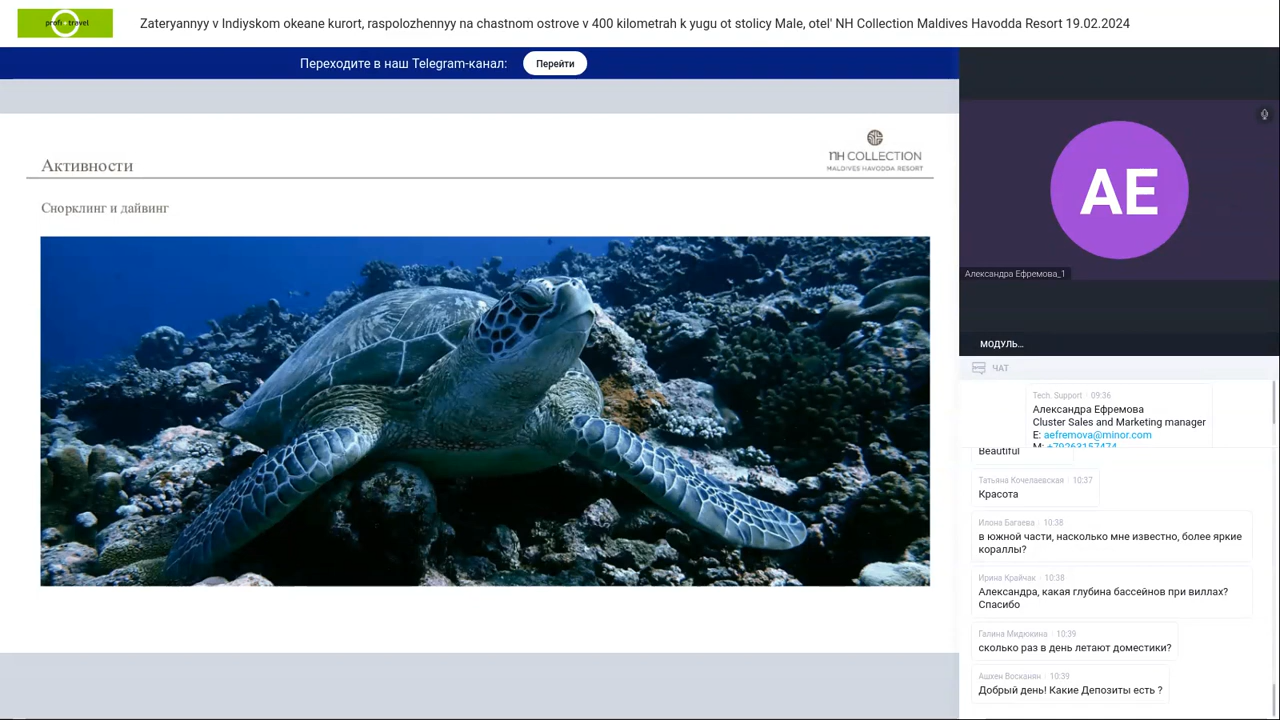 profi travel
Zateryannyy v Indiyskom okeane kurort, raspolozhennyy na okromnom ostrove v 400 kilometrah k yugu ot stolicy Male, otel' NH Collection Maldives Havodda Resort 19.02.2024
Переходите в наш Telegram-канал:
Перейти
NH COLLECTION
MALDIVES HAVODDA RESORT
Активности
Снорклинг и дайвинг
AE
Александра Ефремова_1
МОДУЛЬ...
ЧАТ
Tech. Support · 09:36
Александра Ефремова
Cluster Sales and Marketing manager
E: aefremova@minor.com
M: +79263157474
Beautiful
Татьяна Кочелаевская · 10:37
Красота
Илона Багаева · 10:38
в южной части, насколько мне известно, более яркие
кораллы?
Ирина Крайчак · 10:38
Александра, какая глубина бассейнов при виллах?
Спасибо
Галина Мидюкина · 10:39
сколько раз в день летают доместики?
Ашхен Восканян · 10:39
Добрый день! Какие Депозиты есть ?